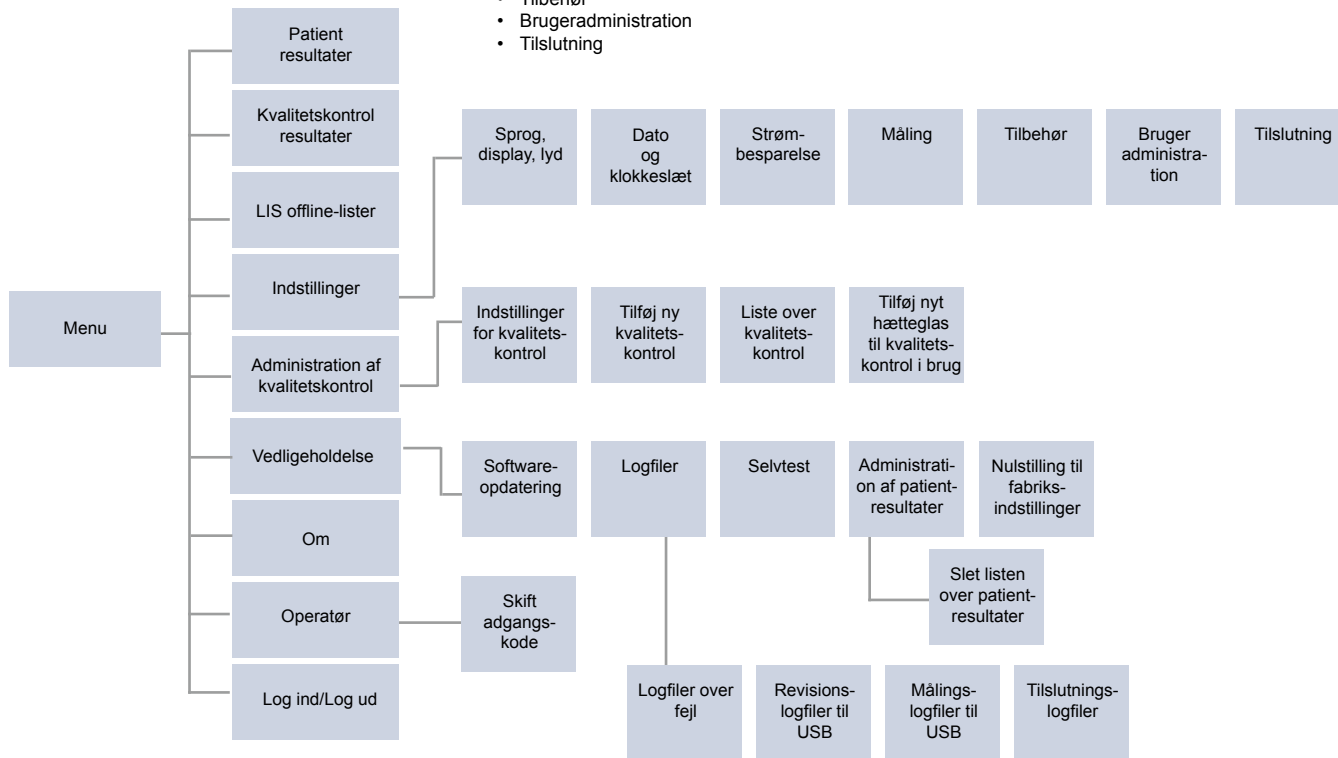 • Tilbehør
• Brugeradministration
• Tilslutning
Patient
resultater
Kvalitetskontrol
resultater
LIS offline-lister
Indstillinger
Administration af
kvalitetskontrol
Vedligeholdelse
Om
Operatør
Log ind/Log ud
Menu
Sprog,
display, lyd
Dato
og
klokkeslæt
Strøm-
besparelse
Måling
Tilbehør
Bruger
administra-
tion
Tilslutning
Indstillinger
for kvalitets-
kontrol
Tilføj ny
kvalitets-
kontrol
Liste over
kvalitets-
kontrol
Tilføj nyt
hætteglas
til kvalitets-
kontrol i brug
Software-
opdatering
Logfiler
Selvtest
Administrati-
on af patient-
resultater
Nulstilling til
fabriks-
indstillinger
Slet listen
over patient-
resultater
Skift
adgangs-
kode
Logfiler over
fejl
Revisions-
logfiler til
USB
Målings-
logfiler til
USB
Tilslutnings-
logfiler